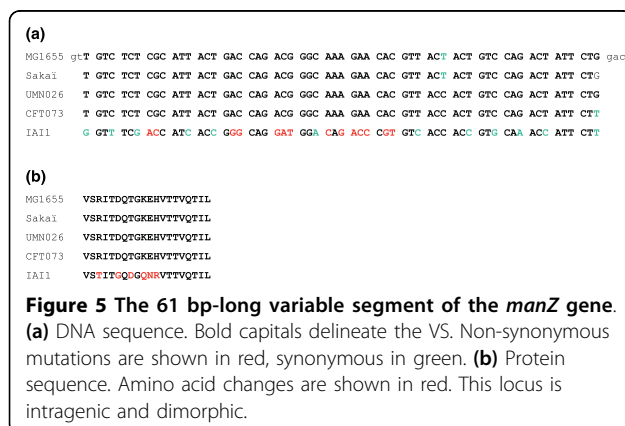 (a)
MG1655 gtT GTC TCT CGC ATT ACT GAC CAG ACG GGC AAA GAA CAC GTT ACT ACT GTC CAG ACT ATT CTG gac
Sakaï T GTC TCT CGC ATT ACT GAC CAG ACG GGC AAA GAA CAC GTT ACT ACT GTC CAG ACT ATT CTG
UMN026 T GTC TCT CGC ATT ACT GAC CAG ACG GGC AAA GAA CAC GTT ACC ACT GTC CAG ACT ATT CTG
CFT073 T GTC TCT CGC ATT ACT GAC CAG ACG GGC AAA GAA CAC GTT ACC ACT GTC CAG ACT ATT CTT
IAI1 G GTT TCG ACC ATC ACC GGG CAG GAT GGA CAG ACC CGT GTC ACC ACC GTG CAA ACC ATT CTT
(b)
MG1655 VSRITDQTGKEHVTTVQTIL
Sakaï VSRITDQTGKEHVTTVQTIL
UMN026 VSRITDQTGKEHVTTVQTIL
CFT073 VSRITDQTGKEHVTTVQTIL
IAI1 VSTITGQDGQNRVTTVQTIL
Figure 5 The 61 bp-long variable segment of the manZ gene.
(a) DNA sequence. Bold capitals delineate the VS. Non-synonymous
mutations are shown in red, synonymous in green. (b) Protein
sequence. Amino acid changes are shown in red. This locus is
intragenic and dimorphic.